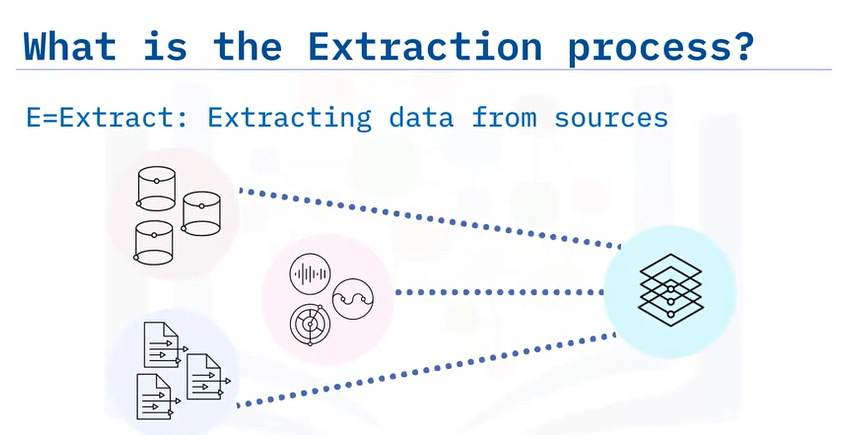 What is the Extraction process?
E=Extract: Extracting data from sources